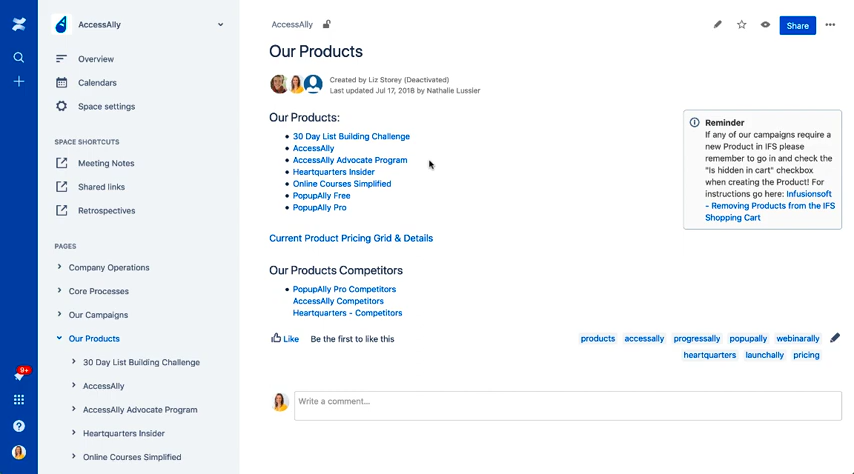 AccessAlly
Overview
Calendars
Space settings
SPACE SHORTCUTS
Meeting Notes
Shared links
Retrospectives
PAGES
Company Operations
Core Processes
Our Campaigns
Our Products
30 Day List Building Challenge
AccessAlly
AccessAlly Advocate Program
Heartquarters Insider
Online Courses Simplified
9+
AccessAlly
Share
Our Products
Created by Liz Storey (Deactivated)
Last updated Jul 17, 2018 by Nathalie Lussier
Our Products:
30 Day List Building Challenge
AccessAlly
AccessAlly Advocate Program
Heartquarters Insider
Online Courses Simplified
PopupAlly Free
PopupAlly Pro
Current Product Pricing Grid & Details
Our Products Competitors
PopupAlly Pro Competitors
AccessAlly Competitors
Heartquarters - Competitors
Reminder
If any of our campaigns require a
new Product in IFS please
remember to go in and check the
"Is hidden in cart" checkbox
when creating the Product! For
instructions go here: Infusionsoft
- Removing Products from the IFS
Shopping Cart
Like Be the first to like this
products accessally progressally popupally webinarally
heartquarters launchally pricing
Write a comment...